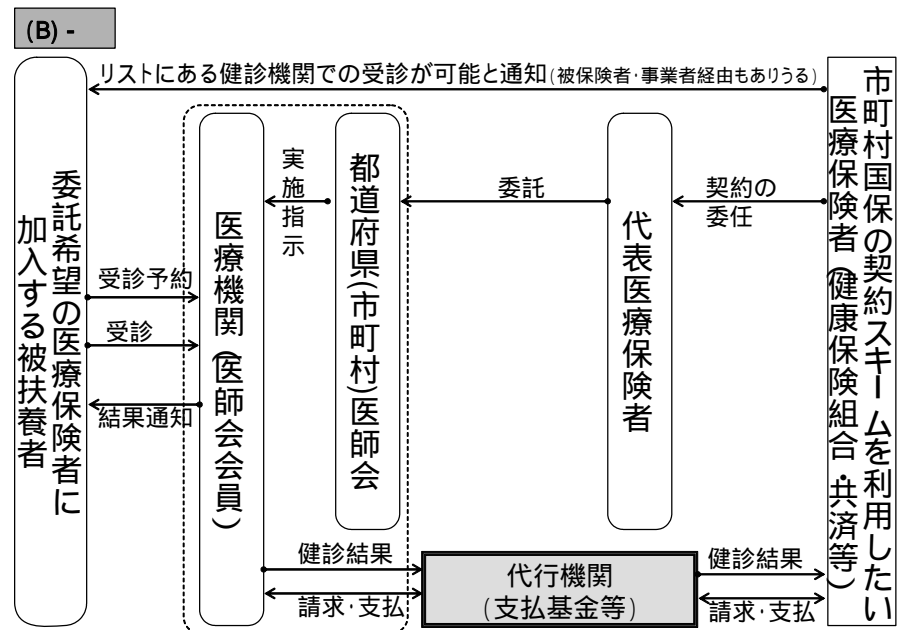 (B) -
リストにある健診機関での受診が可能と通知(被保険者・事業者経由もありうる)
委託希望の医療保険者に
加入する被扶養者
受診予約
受診
結果通知
医療機関(医師会会員)
実施指示
都道府県(市町村)医師会
委託
代表医療保険者
契約の
委任
市町村国保の契約スキームを利用したい
医療保険者(健康保険組合・共済等)
健診結果
請求・支払
代行機関
(支払基金等)
健診結果
請求・支払